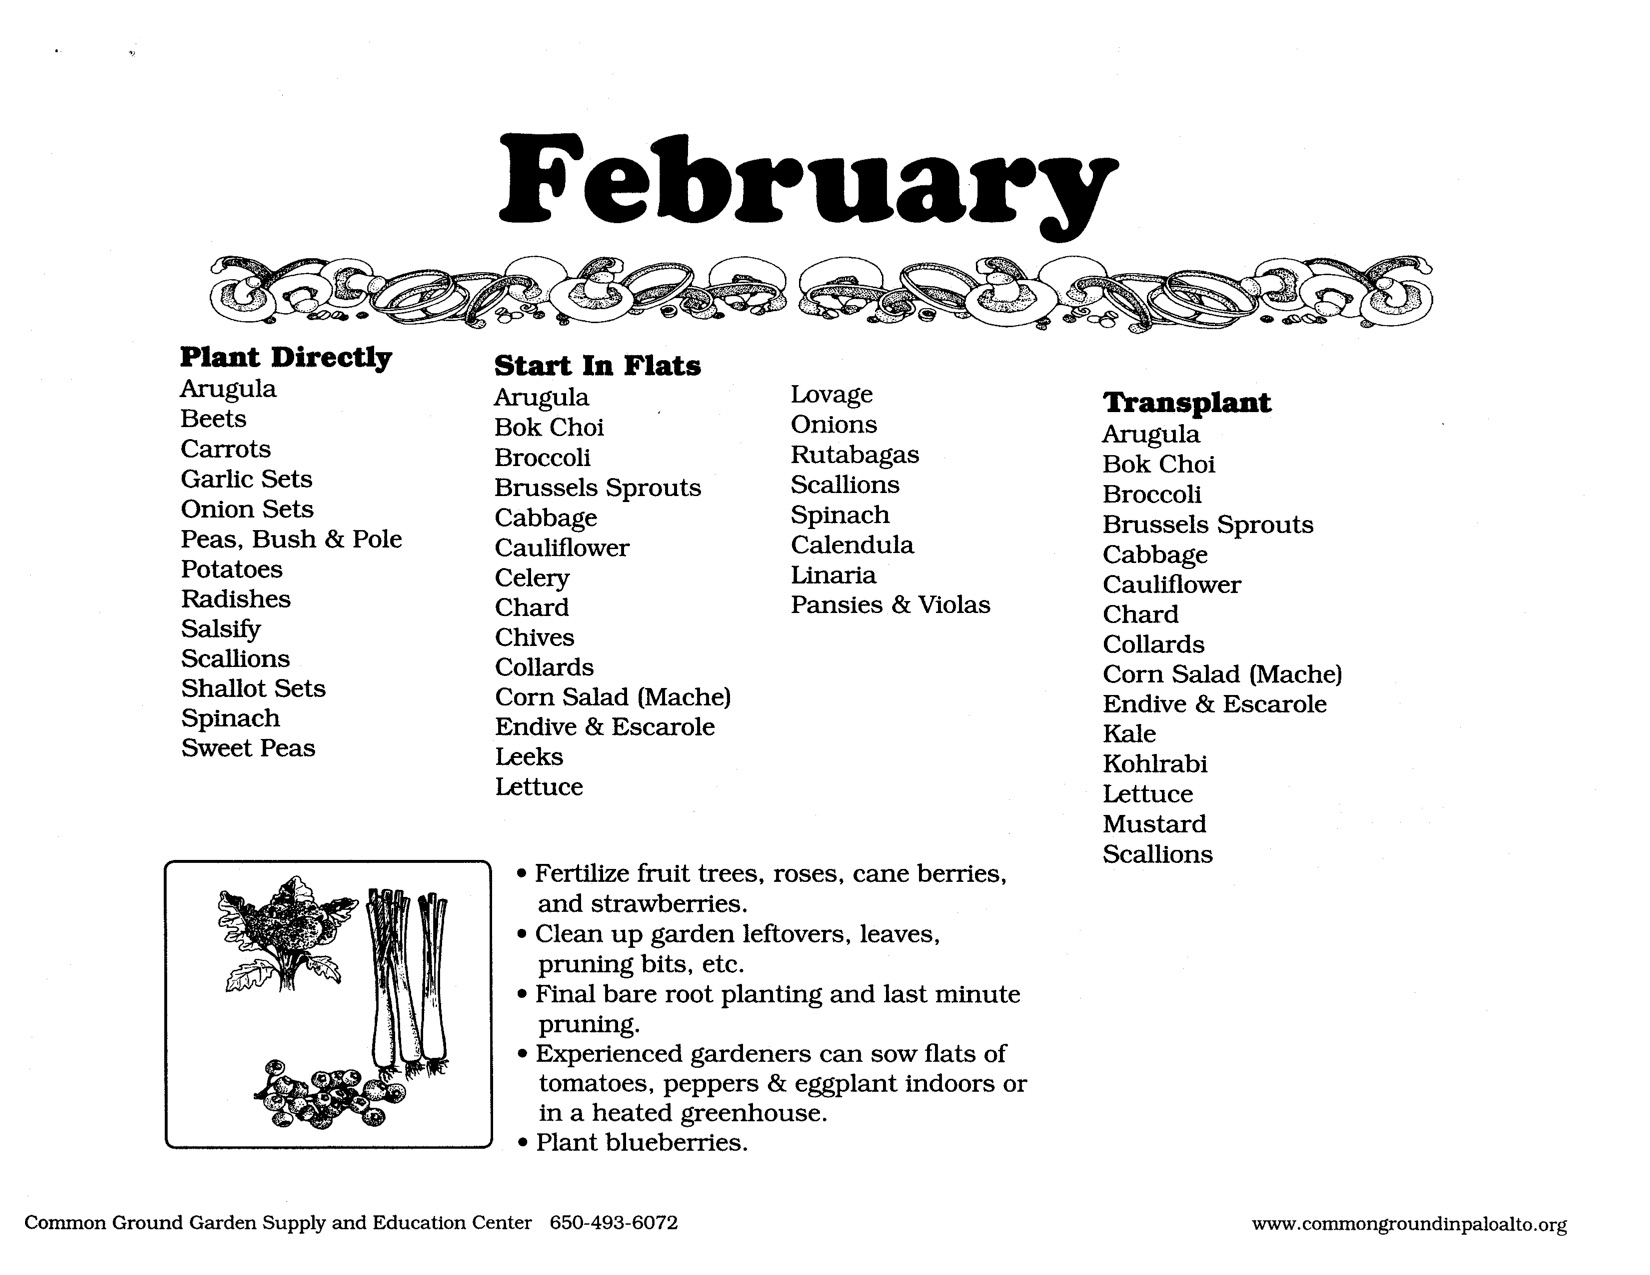 February
Plant Directly
Arugula
Beets
Carrots
Garlic Sets
Onion Sets
Peas, Bush & Pole
Potatoes
Radishes
Salsify
Scallions
Shallot Sets
Spinach
Sweet Peas
Start In Flats
Arugula
Bok Choi
Broccoli
Brussels Sprouts
Cabbage
Cauliflower
Celery
Chard
Chives
Collards
Corn Salad (Mache)
Endive & Escarole
Leeks
Lettuce
Lovage
Onions
Rutabagas
Scallions
Spinach
Calendula
Linaria
Pansies & Violas
Transplant
Arugula
Bok Choi
Broccoli
Brussels Sprouts
Cabbage
Cauliflower
Chard
Collards
Corn Salad (Mache)
Endive & Escarole
Kale
Kohlrabi
Lettuce
Mustard
Scallions
• Fertilize fruit trees, roses, cane berries,
and strawberries.
• Clean up garden leftovers, leaves,
pruning bits, etc.
• Final bare root planting and last minute
pruning.
• Experienced gardeners can sow flats of
tomatoes, peppers & eggplant indoors or
in a heated greenhouse.
• Plant blueberries.
Common Ground Garden Supply and Education Center 650-493-6072
www.commongroundinpaloalto.org